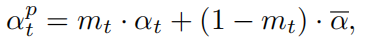 α_t^p = m_t · α_t + (1 − m_t) · α̅,